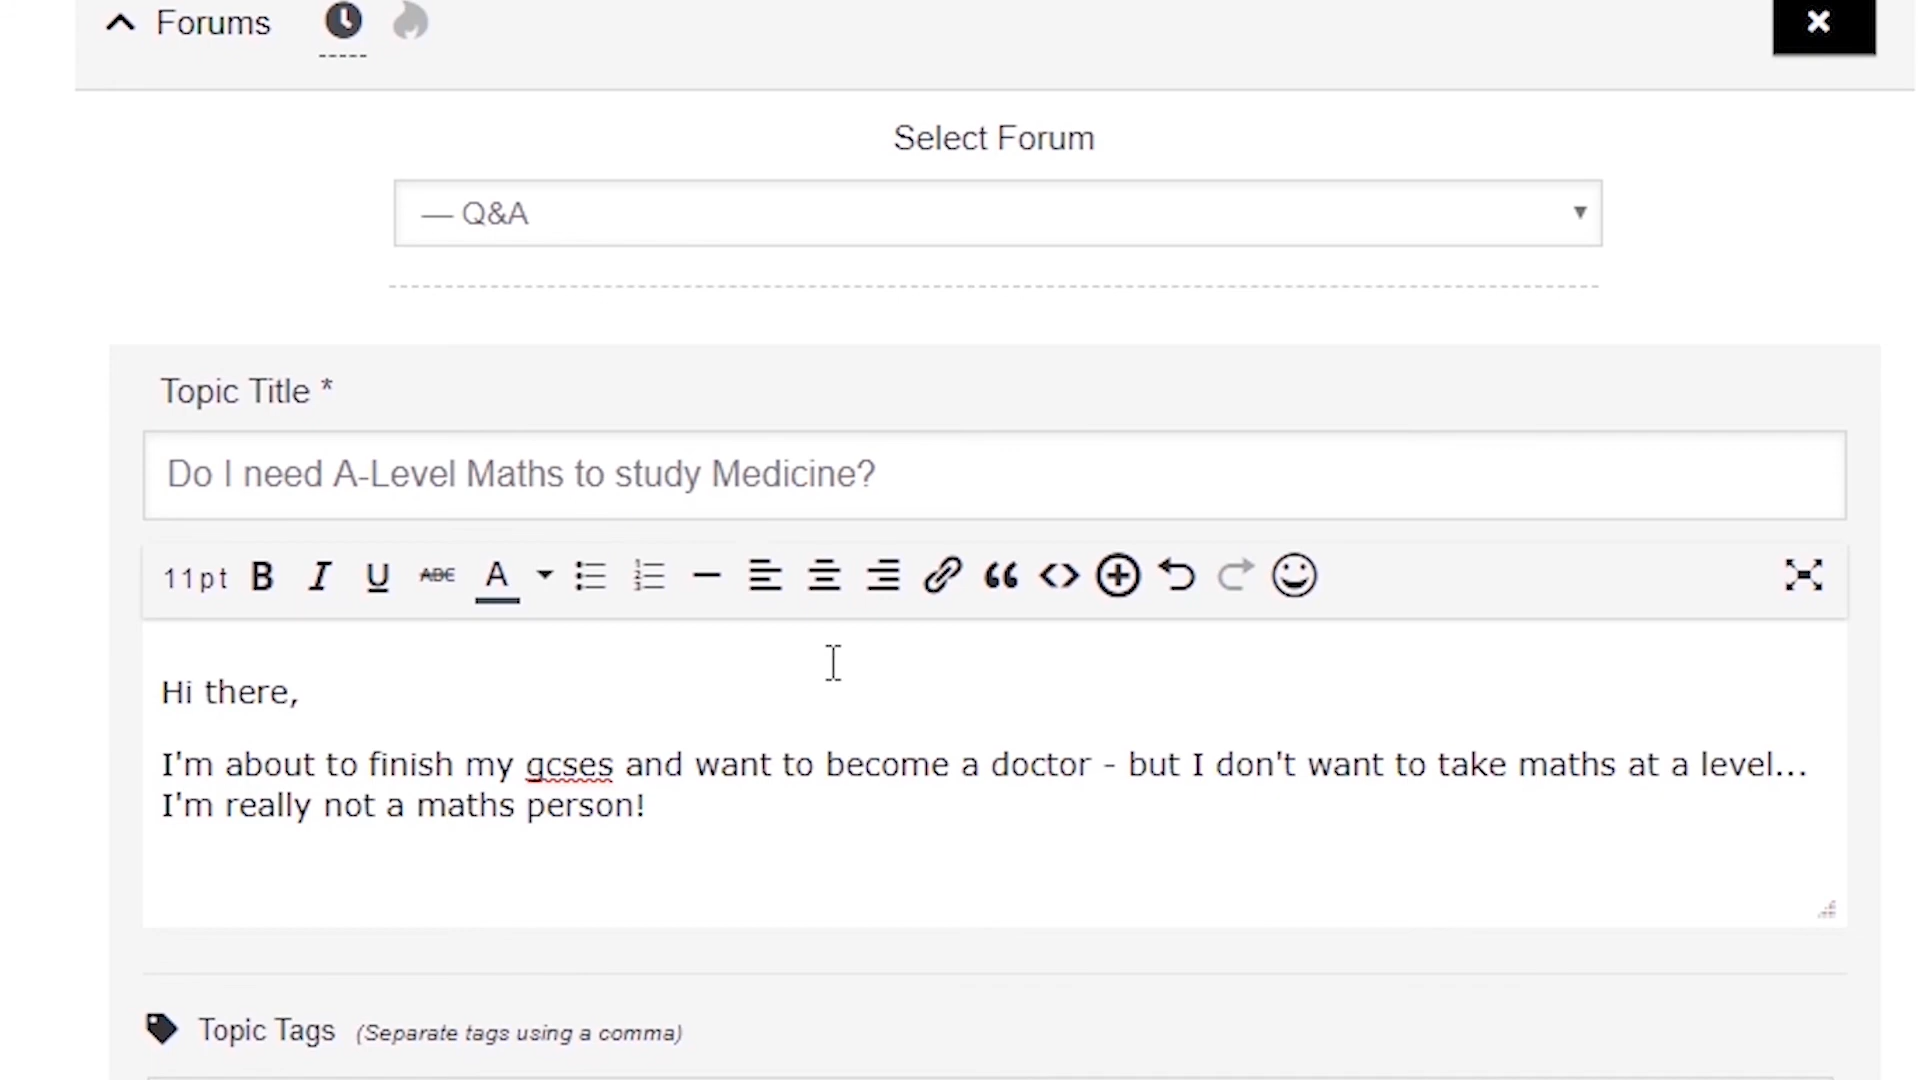 Forums
Select Forum
— Q&A
Topic Title *
Do I need A-Level Maths to study Medicine?
11pt B I U ABC A
Hi there,
I'm about to finish my gcses and want to become a doctor - but I don't want to take maths at a level...
I'm really not a maths person!
Topic Tags (Separate tags using a comma)